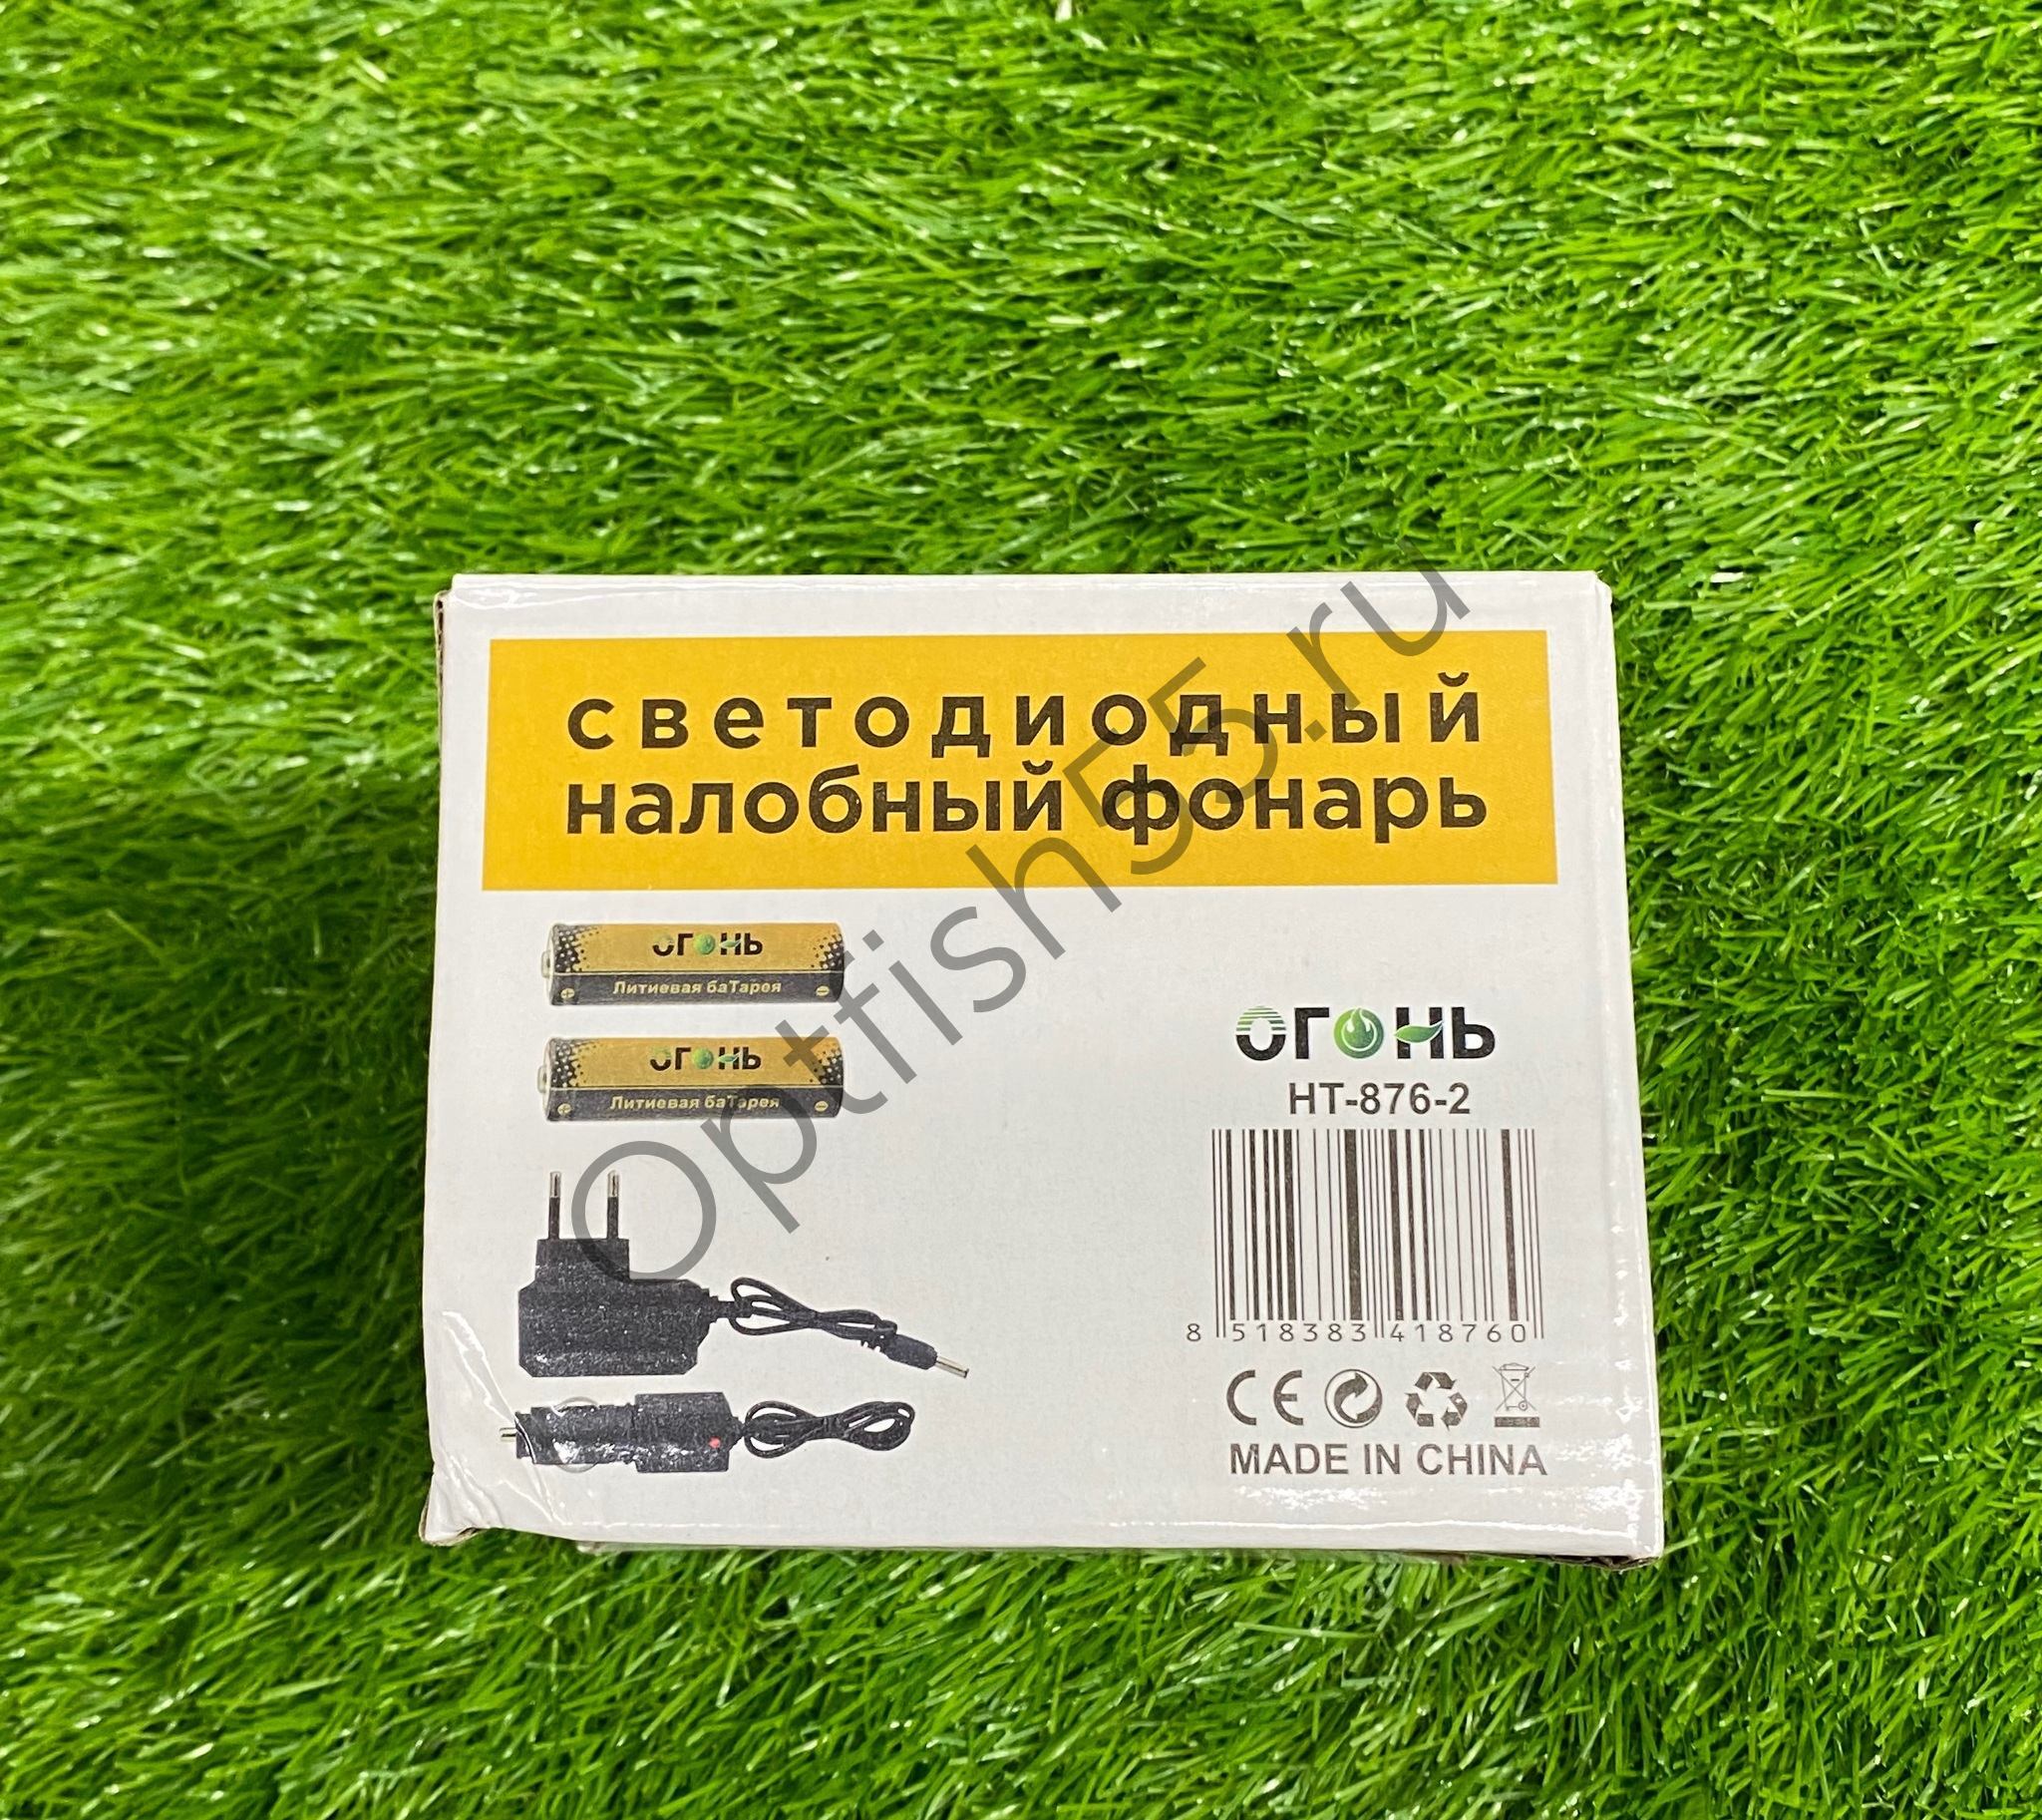 светодиодный
налобный фонарь
ОГОНЬ
Литиевая баТарея
ОГОНЬ
Литиевая баТарея
ОГОНЬ
HT-876-2
8 518383 418760
CE
MADE IN CHINA
Optfish55.ru